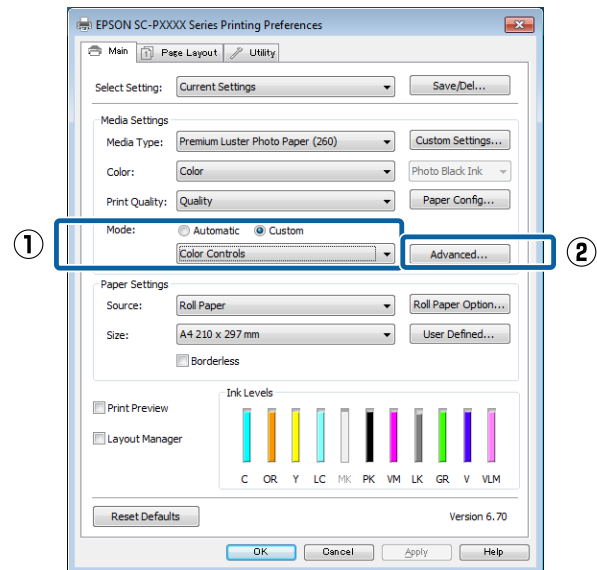 EPSON SC-PXXXX Series Printing Preferences
Main Page Layout Utility
Select Setting: Current Settings Save/Del...
Media Settings
Media Type: Premium Luster Photo Paper (260) Custom Settings...
Color: Color Photo Black Ink
Print Quality: Quality Paper Config...
Mode: Automatic Custom
① Color Controls Advanced... ②
Paper Settings
Source: Roll Paper Roll Paper Option...
Size: A4 210 x 297 mm User Defined...
Borderless
Ink Levels
Print Preview
Layout Manager
C OR Y LC MK PK VM LK GR V VLM
Reset Defaults Version 6.70
OK Cancel Apply Help